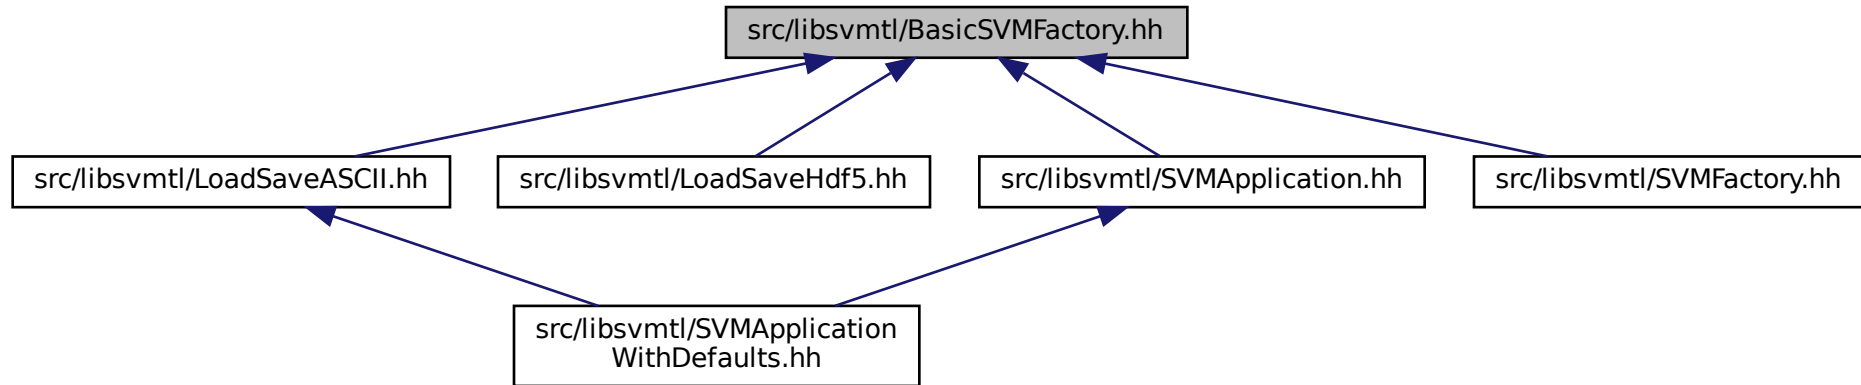 src/libsvmtl/BasicSVMFactory.hh
src/libsvmtl/LoadSaveASCII.hh
src/libsvmtl/LoadSaveHdf5.hh
src/libsvmtl/SVMApplication.hh
src/libsvmtl/SVMFactory.hh
src/libsvmtl/SVMApplication
WithDefaults.hh